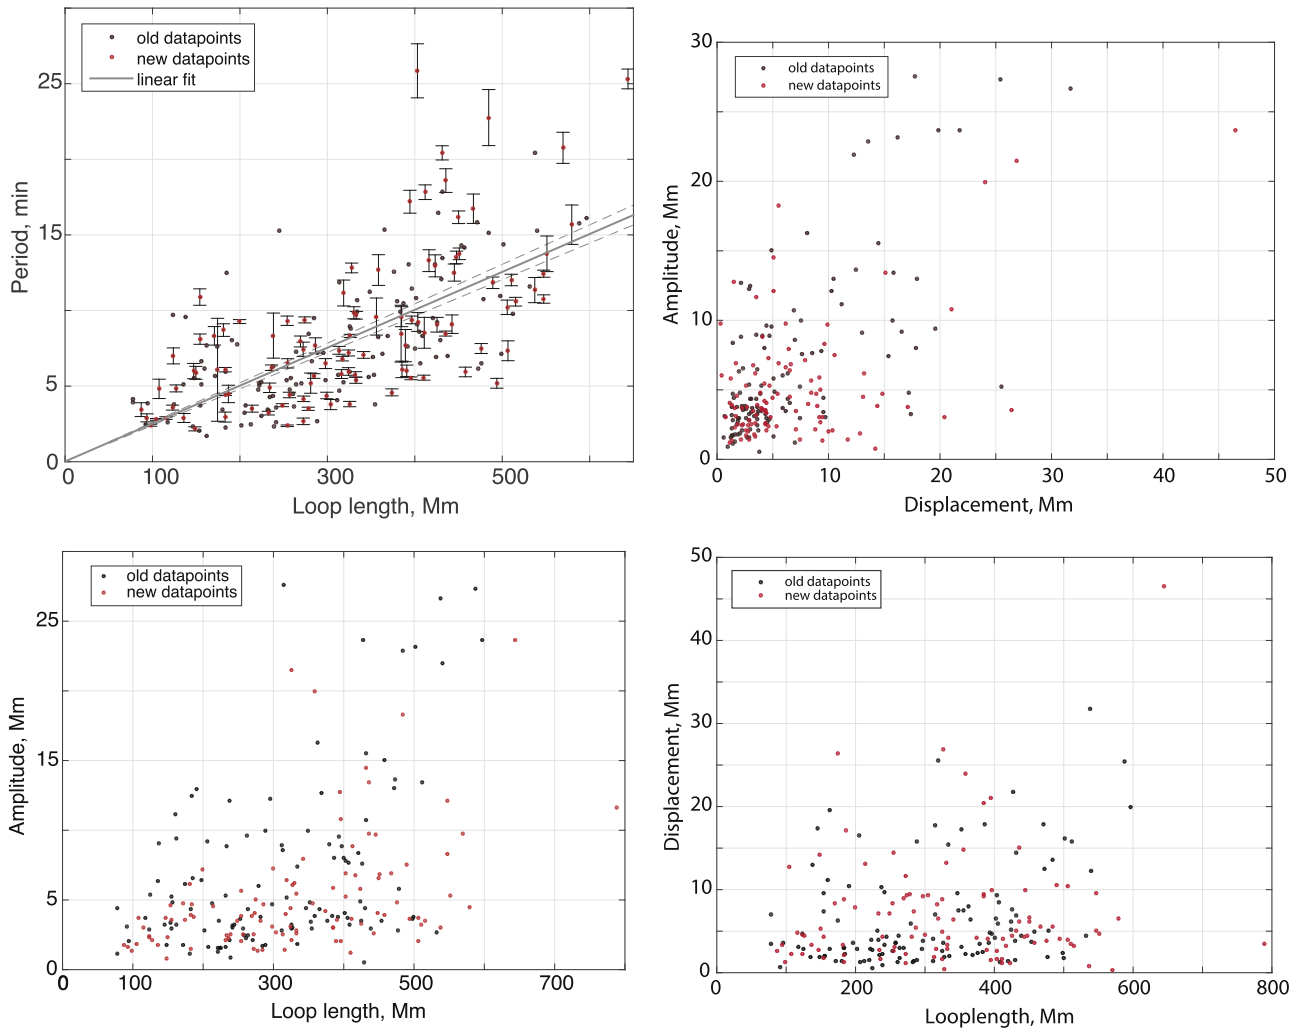 old datapoints
new datapoints
linear fit
25
15
5
0
0
100
300
500
Period, min
Loop length, Mm
old datapoints
new datapoints
30
20
10
0
0
10
20
30
40
50
Amplitude, Mm
Displacement, Mm
old datapoints
new datapoints
25
15
5
0
0
100
300
500
700
Amplitude, Mm
Loop length, Mm
old datapoints
new datapoints
50
40
30
20
10
0
0
200
400
600
800
Displacement, Mm
Looplength, Mm